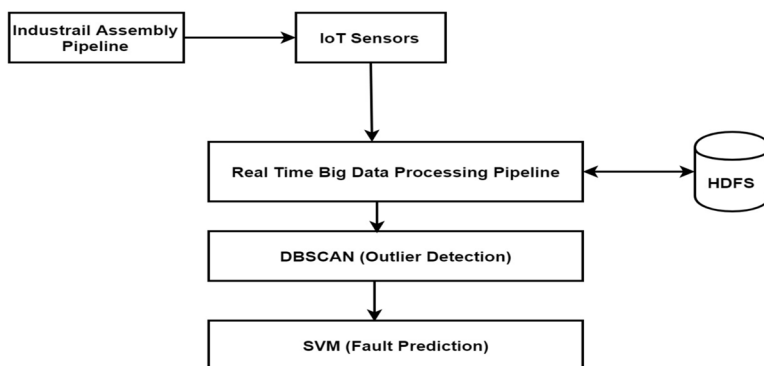 Industrail Assembly
Pipeline
IoT Sensors
Real Time Big Data Processing Pipeline
HDFS
DBSCAN (Outlier Detection)
SVM (Fault Prediction)